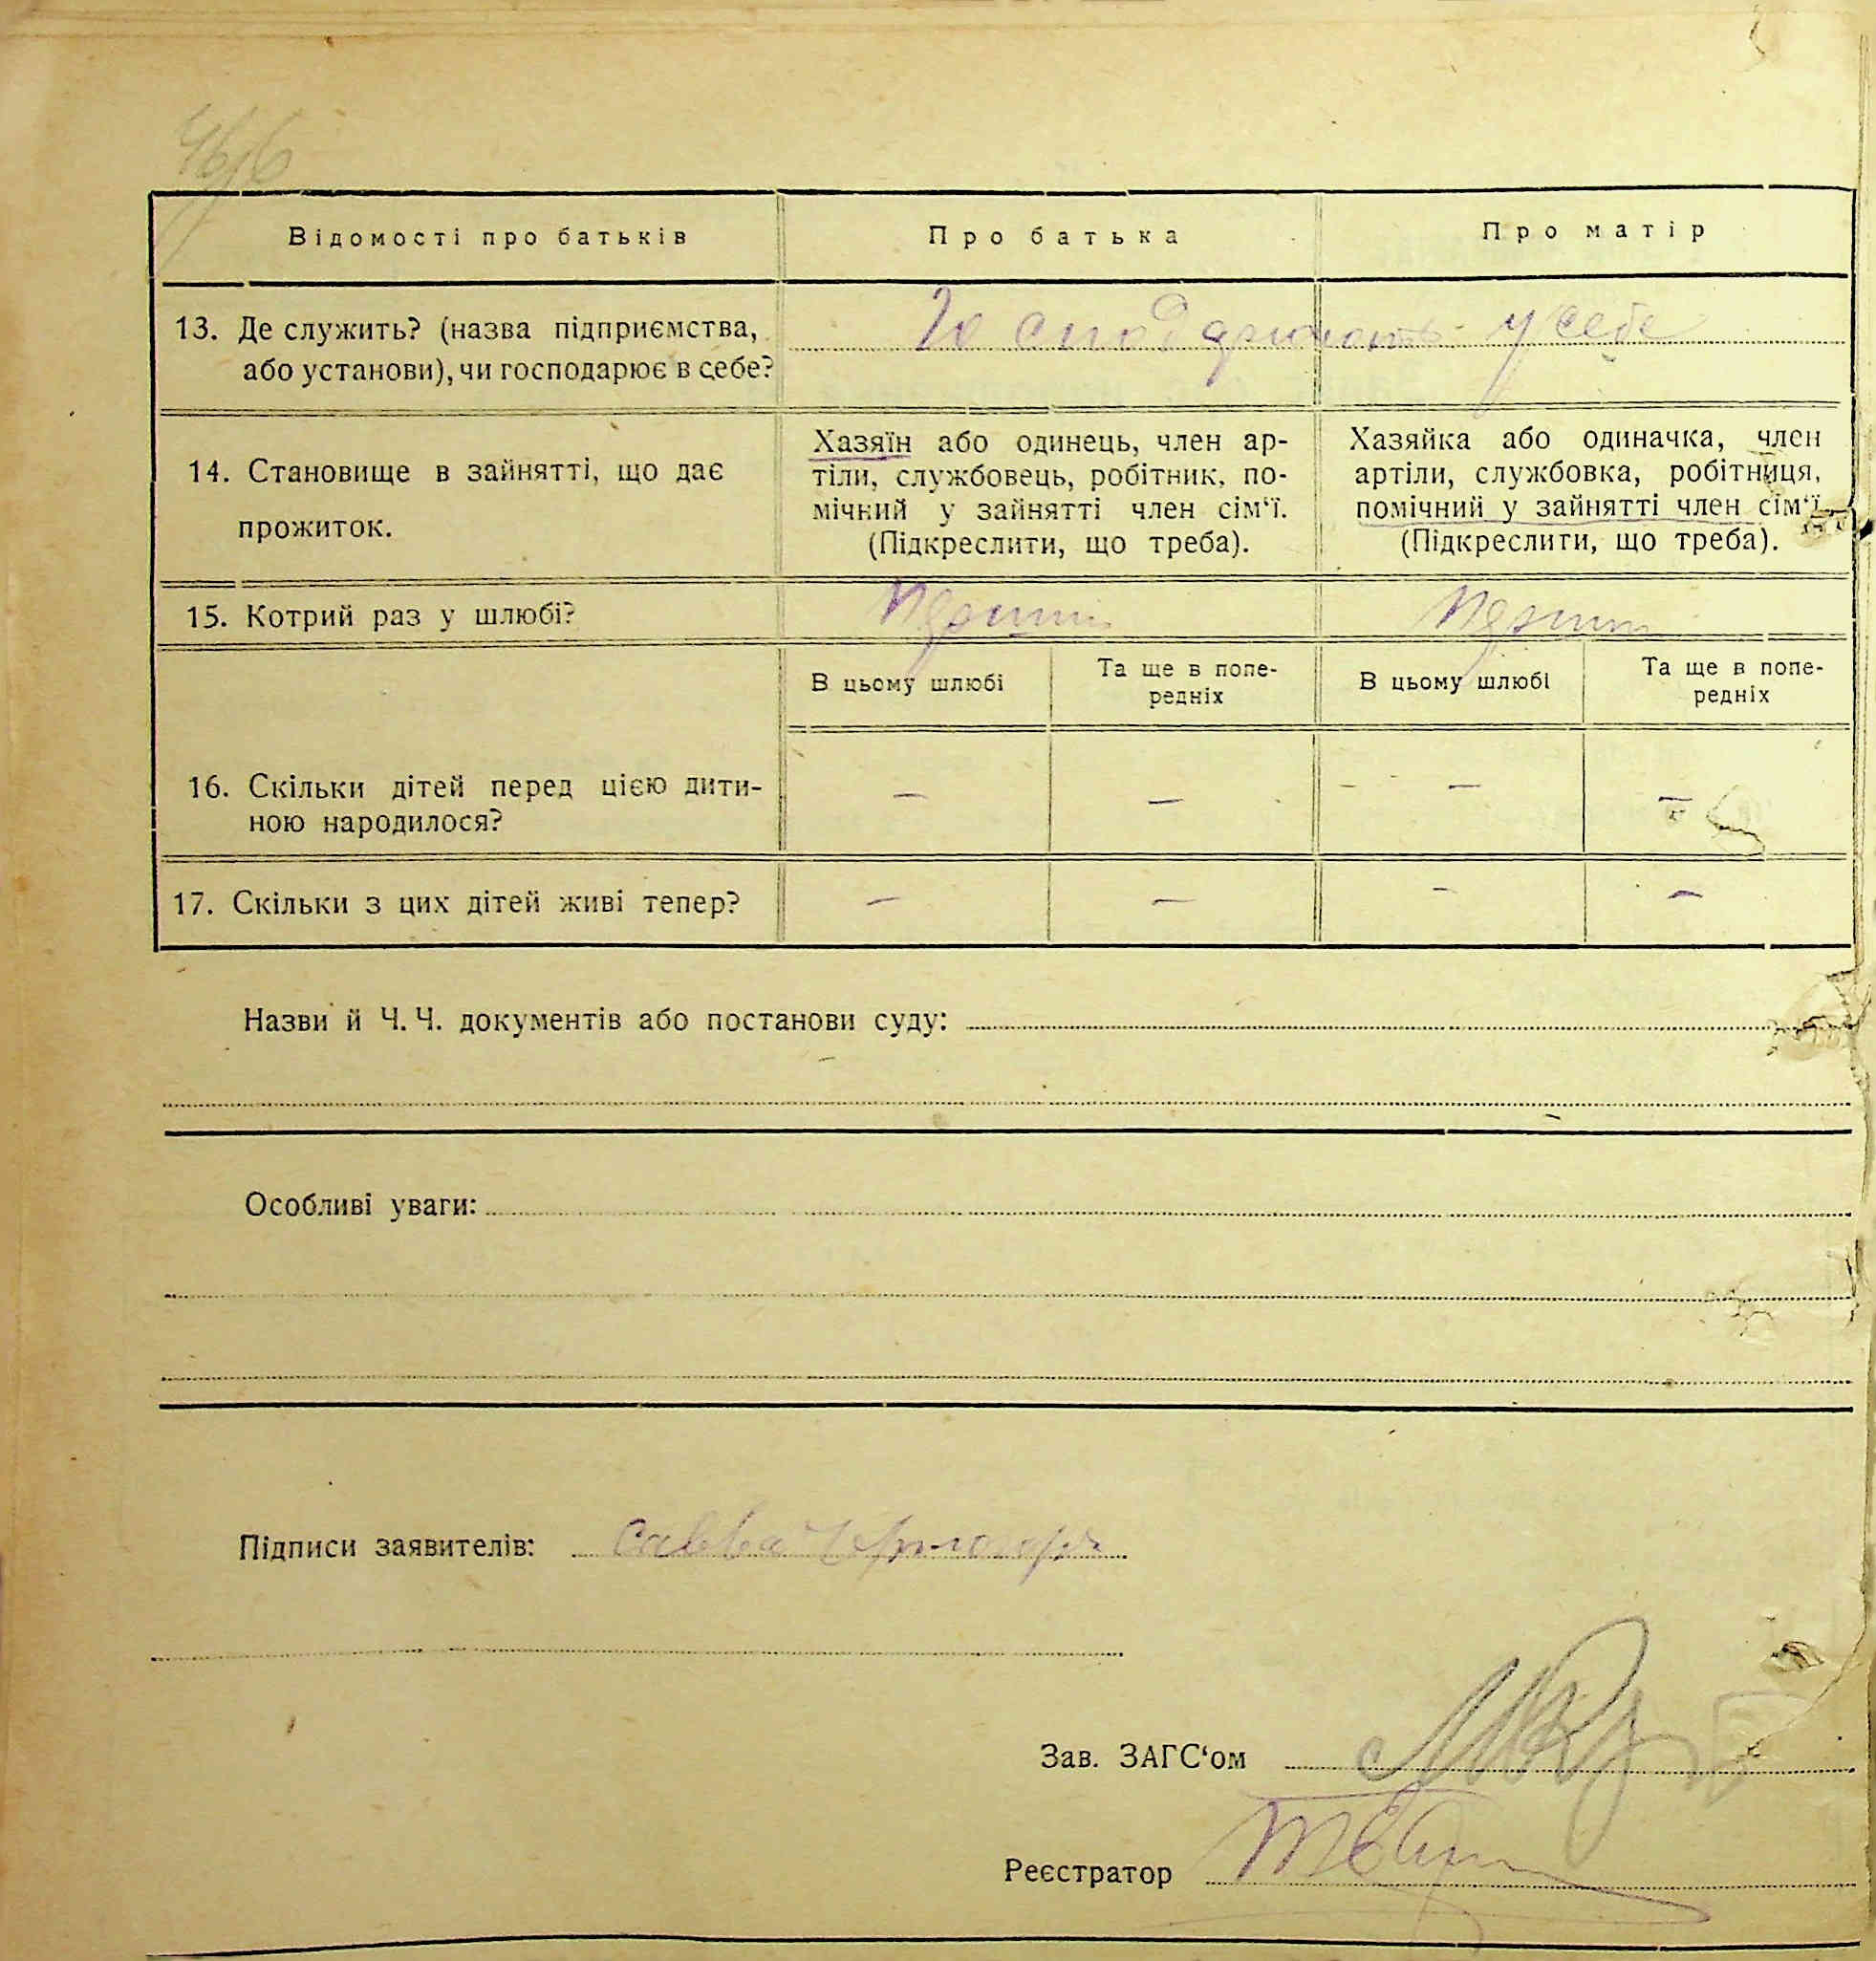 Відомості про батьків
Про батька
Про матір
13. Де служить? (назва підприємства,
або установи), чи господарює в себе?
Господарюють у себе
14. Становище в зайнятті, що дає
прожиток.
Хазяїн або одинець, член ар-
тіли, службовець, робітник, по-
мічний у зайнятті член сім‘ї.
(Підкреслити, що треба).
Хазяйка або одиначка, член
артіли, службовка, робітниця,
помічний у зайнятті член сім‘ї.
(Підкреслити, що треба).
15. Котрий раз у шлюбі?
В цьому шлюбі
Та ще в попе-
редніх
В цьому шлюбі
Та ще в попе-
редніх
16. Скільки дітей перед цією дити-
ною народилося?
— — — —
17. Скільки з цих дітей живі тепер?
— — — —
Назви й Ч. Ч. документів або постанови суду:
Особливі уваги:
Підписи заявителів: Савва
Зав. ЗАГС‘ом
Реєстратор